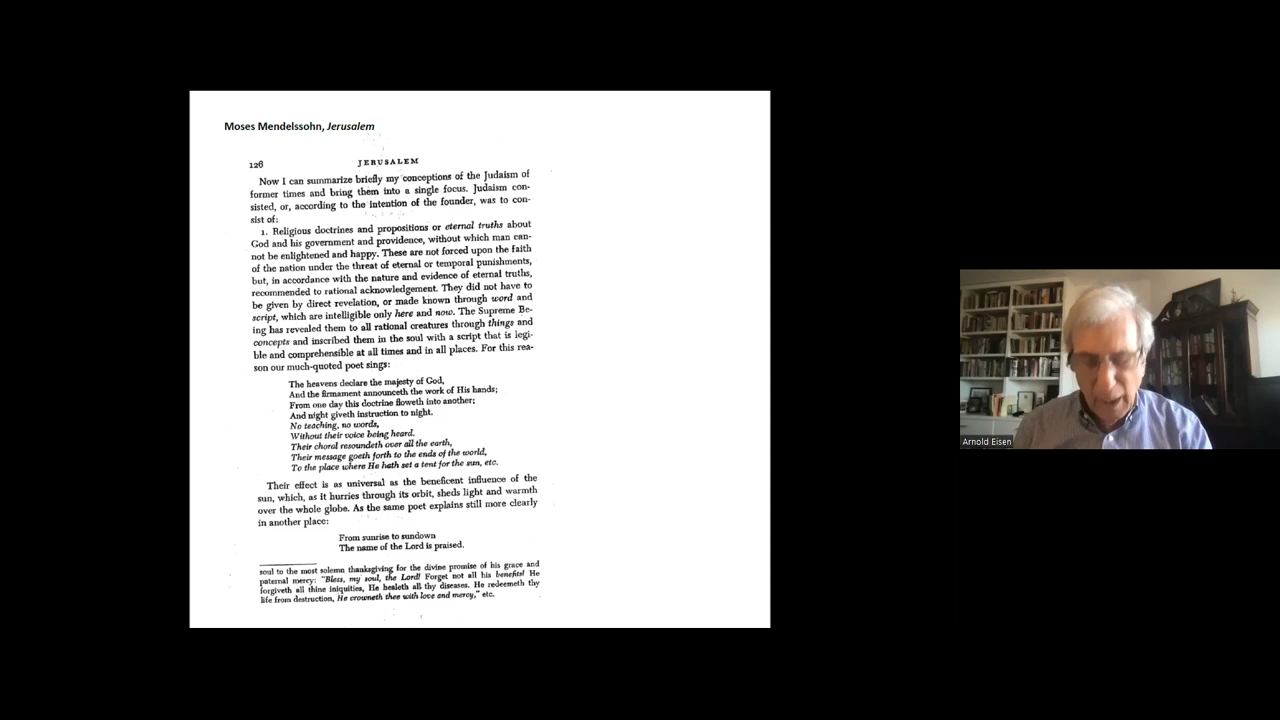 Moses Mendelssohn, Jerusalem
126 JERUSALEM
Now I can summarize briefly my conceptions of the Judaism of
former times and bring them into a single focus. Judaism con-
sisted, or, according to the intention of the founder, was to con-
sist of:
1. Religious doctrines and propositions or eternal truths about
God and his government and providence, without which man can-
not be enlightened and happy. These are not forced upon the faith
of the nation under the threat of eternal or temporal punishments,
but, in accordance with the nature and evidence of eternal truths,
recommended to rational acknowledgement. They did not have to
be given by direct revelation, or made known through word and
script, which are intelligible only here and now. The Supreme Be-
ing has revealed them to all rational creatures through things and
concepts and inscribed them in the soul with a script that is legi-
ble and comprehensible at all times and in all places. For this rea-
son our much-quoted poet sings:
The heavens declare the majesty of God,
And the firmament announceth the work of His hands;
From one day this doctrine floweth into another;
And night giveth instruction to night.
No teaching, no words,
Without their voice being heard.
Their choral resoundeth over all the earth,
Their message goeth forth to the ends of the world,
To the place where He hath set a tent for the sun, etc.
Their effect is as universal as the beneficent influence of the
sun, which, as it hurries through its orbit, sheds light and warmth
over the whole globe. As the same poet explains still more clearly
in another place:
From sunrise to sundown
The name of the Lord is praised.
soul to the most solemn thanksgiving for the divine promise of his grace and
paternal mercy: "Bless, my soul, the Lord! Forget not all his benefits! He
forgiveth all thine iniquities, He healeth all thy diseases. He redeemeth thy
life from destruction, He crowneth thee with love and mercy," etc.
Arnold Eisen